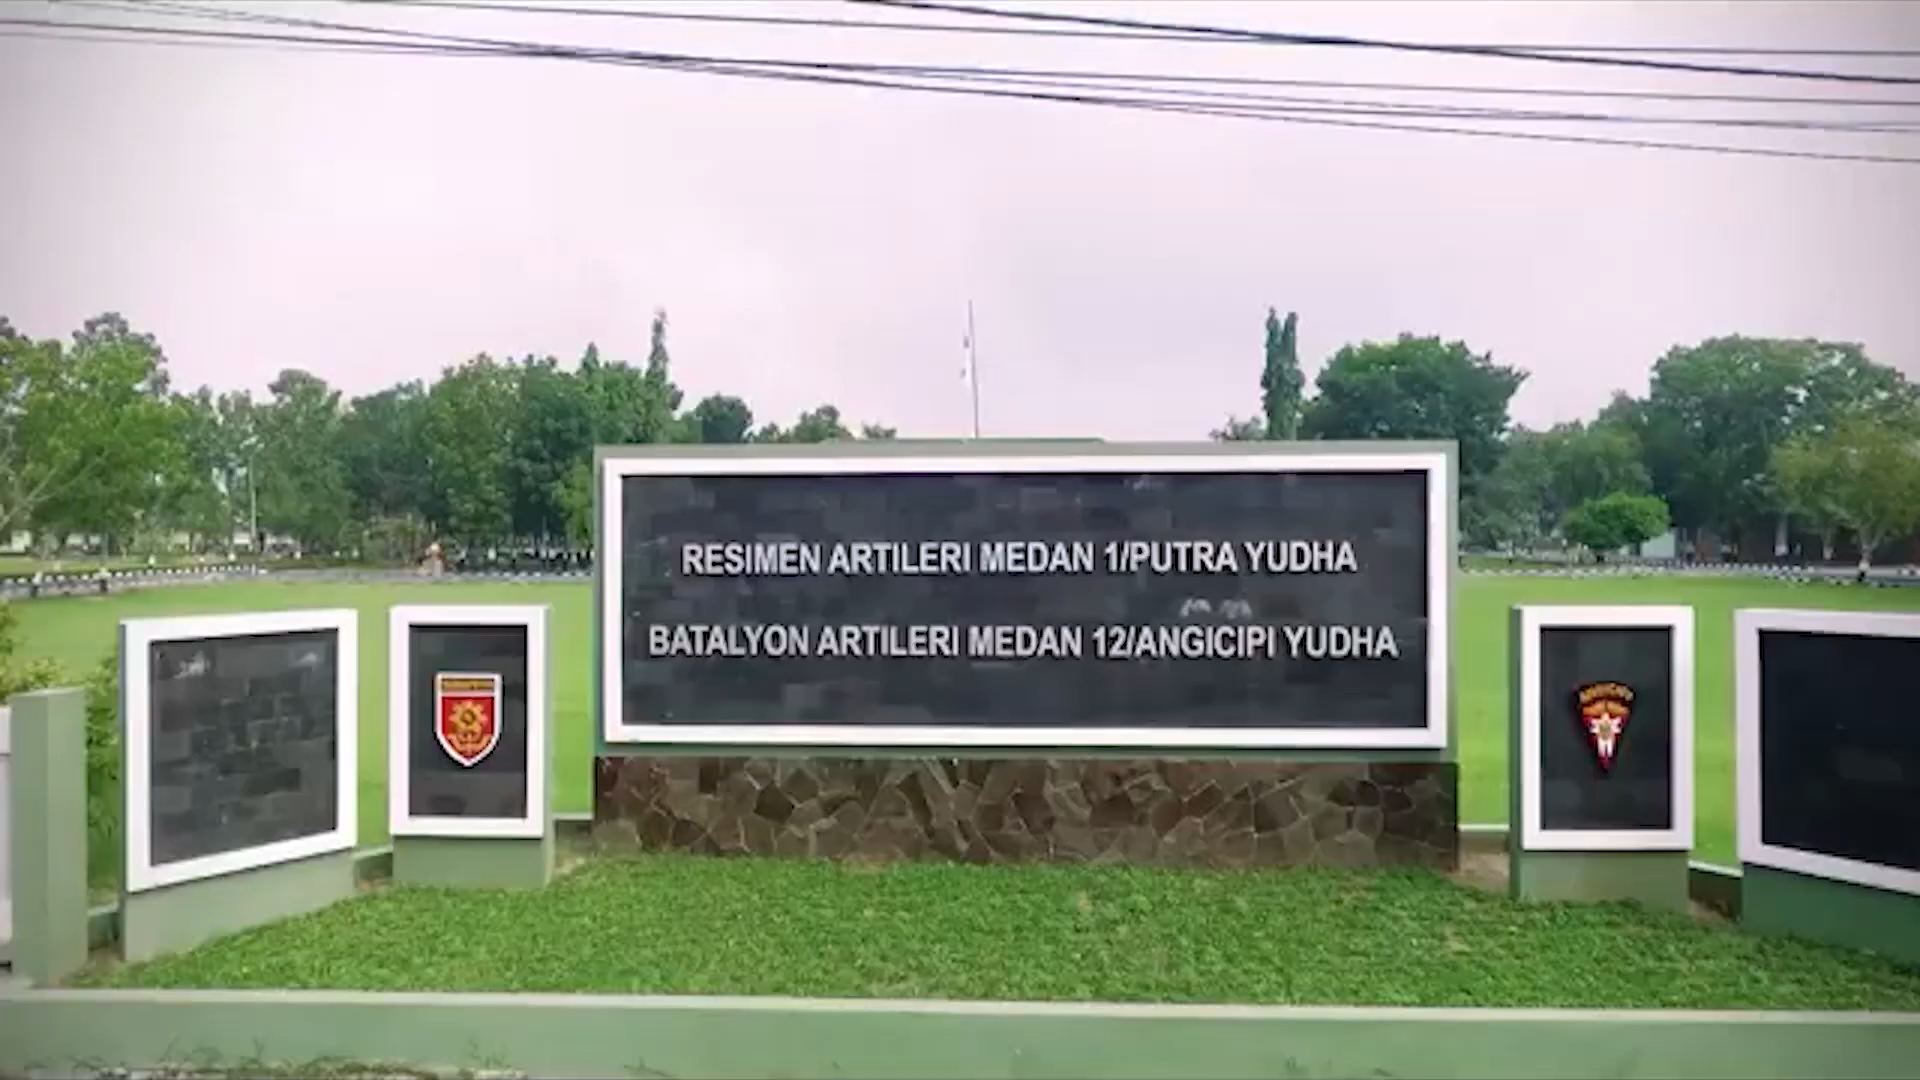 RESIMEN ARTILERI MEDAN 1/PUTRA YUDHA
BATALYON ARTILERI MEDAN 12/ANGICIPI YUDHA